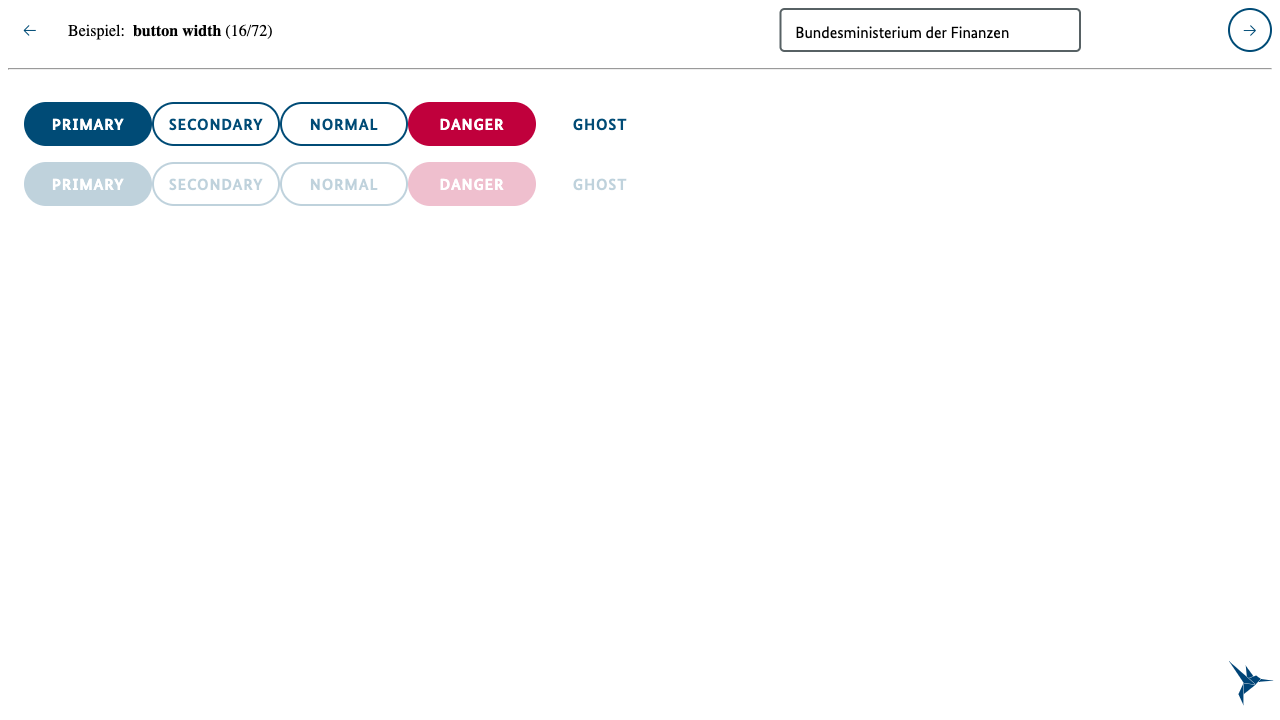 Beispiel: button width (16/72)
Bundesministerium der Finanzen
PRIMARY SECONDARY NORMAL DANGER GHOST
PRIMARY SECONDARY NORMAL DANGER GHOST